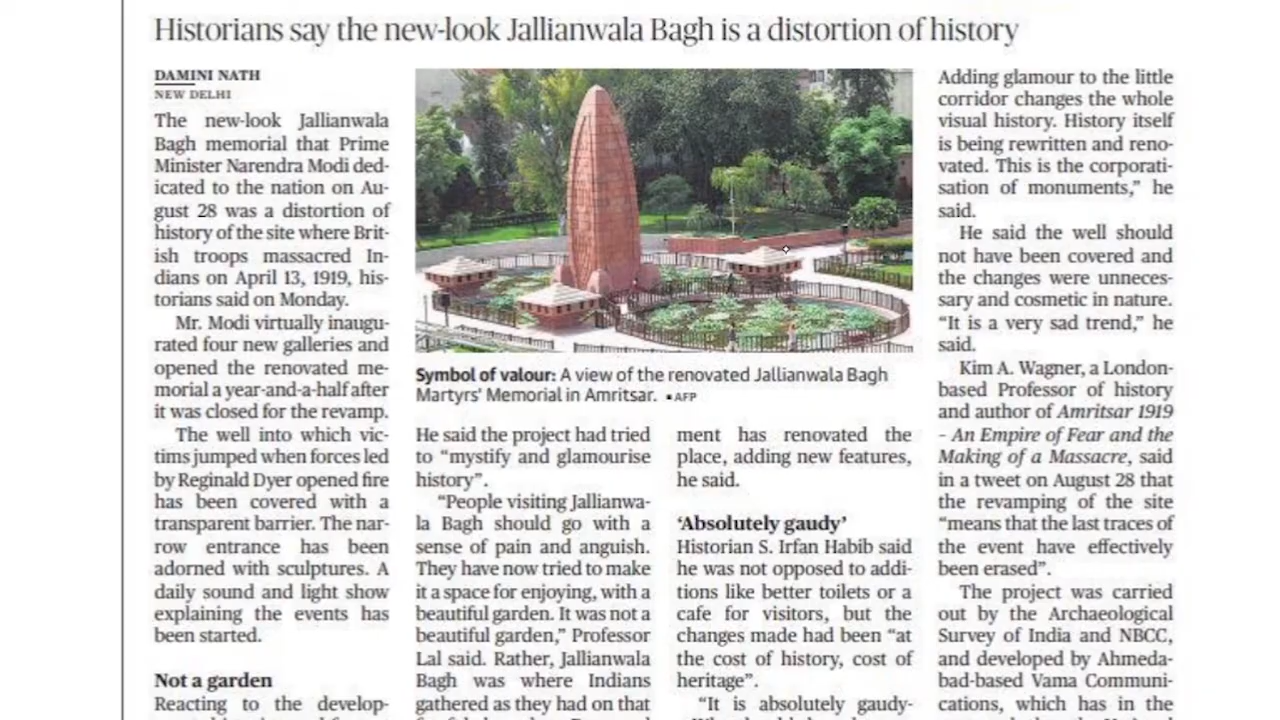 Historians say the new-look Jallianwala Bagh is a distortion of history
DAMINI NATH
NEW DELHI
The new-look Jallianwala
Bagh memorial that Prime
Minister Narendra Modi ded-
icated to the nation on Au-
gust 28 was a distortion of
history of the site where Brit-
ish troops massacred In-
dians on April 13, 1919, his-
torians said on Monday.
Mr. Modi virtually inaugu-
rated four new galleries and
opened the renovated me-
morial a year-and-a-half after
it was closed for the revamp.
The well into which vic-
tims jumped when forces led
by Reginald Dyer opened fire
has been covered with a
transparent barrier. The nar-
row entrance has been
adorned with sculptures. A
daily sound and light show
explaining the events has
been started.
Not a garden
Reacting to the develop-
Symbol of valour: A view of the renovated Jallianwala Bagh
Martyrs' Memorial in Amritsar. ▪AFP
He said the project had tried
to “mystify and glamourise
history”.
“People visiting Jallianwa-
la Bagh should go with a
sense of pain and anguish.
They have now tried to make
it a space for enjoying, with a
beautiful garden. It was not a
beautiful garden,” Professor
Lal said. Rather, Jallianwala
Bagh was where Indians
gathered as they had on that
ment has renovated the
place, adding new features,
he said.
‘Absolutely gaudy’
Historian S. Irfan Habib said
he was not opposed to addi-
tions like better toilets or a
cafe for visitors, but the
changes made had been “at
the cost of history, cost of
heritage”.
“It is absolutely gaudy-
Adding glamour to the little
corridor changes the whole
visual history. History itself
is being rewritten and reno-
vated. This is the corporati-
sation of monuments,” he
said.
He said the well should
not have been covered and
the changes were unneces-
sary and cosmetic in nature.
“It is a very sad trend,” he
said.
Kim A. Wagner, a London-
based Professor of history
and author of Amritsar 1919
– An Empire of Fear and the
Making of a Massacre, said
in a tweet on August 28 that
the revamping of the site
“means that the last traces of
the event have effectively
been erased”.
The project was carried
out by the Archaeological
Survey of India and NBCC,
and developed by Ahmeda-
bad-based Vama Communi-
cations, which has in the